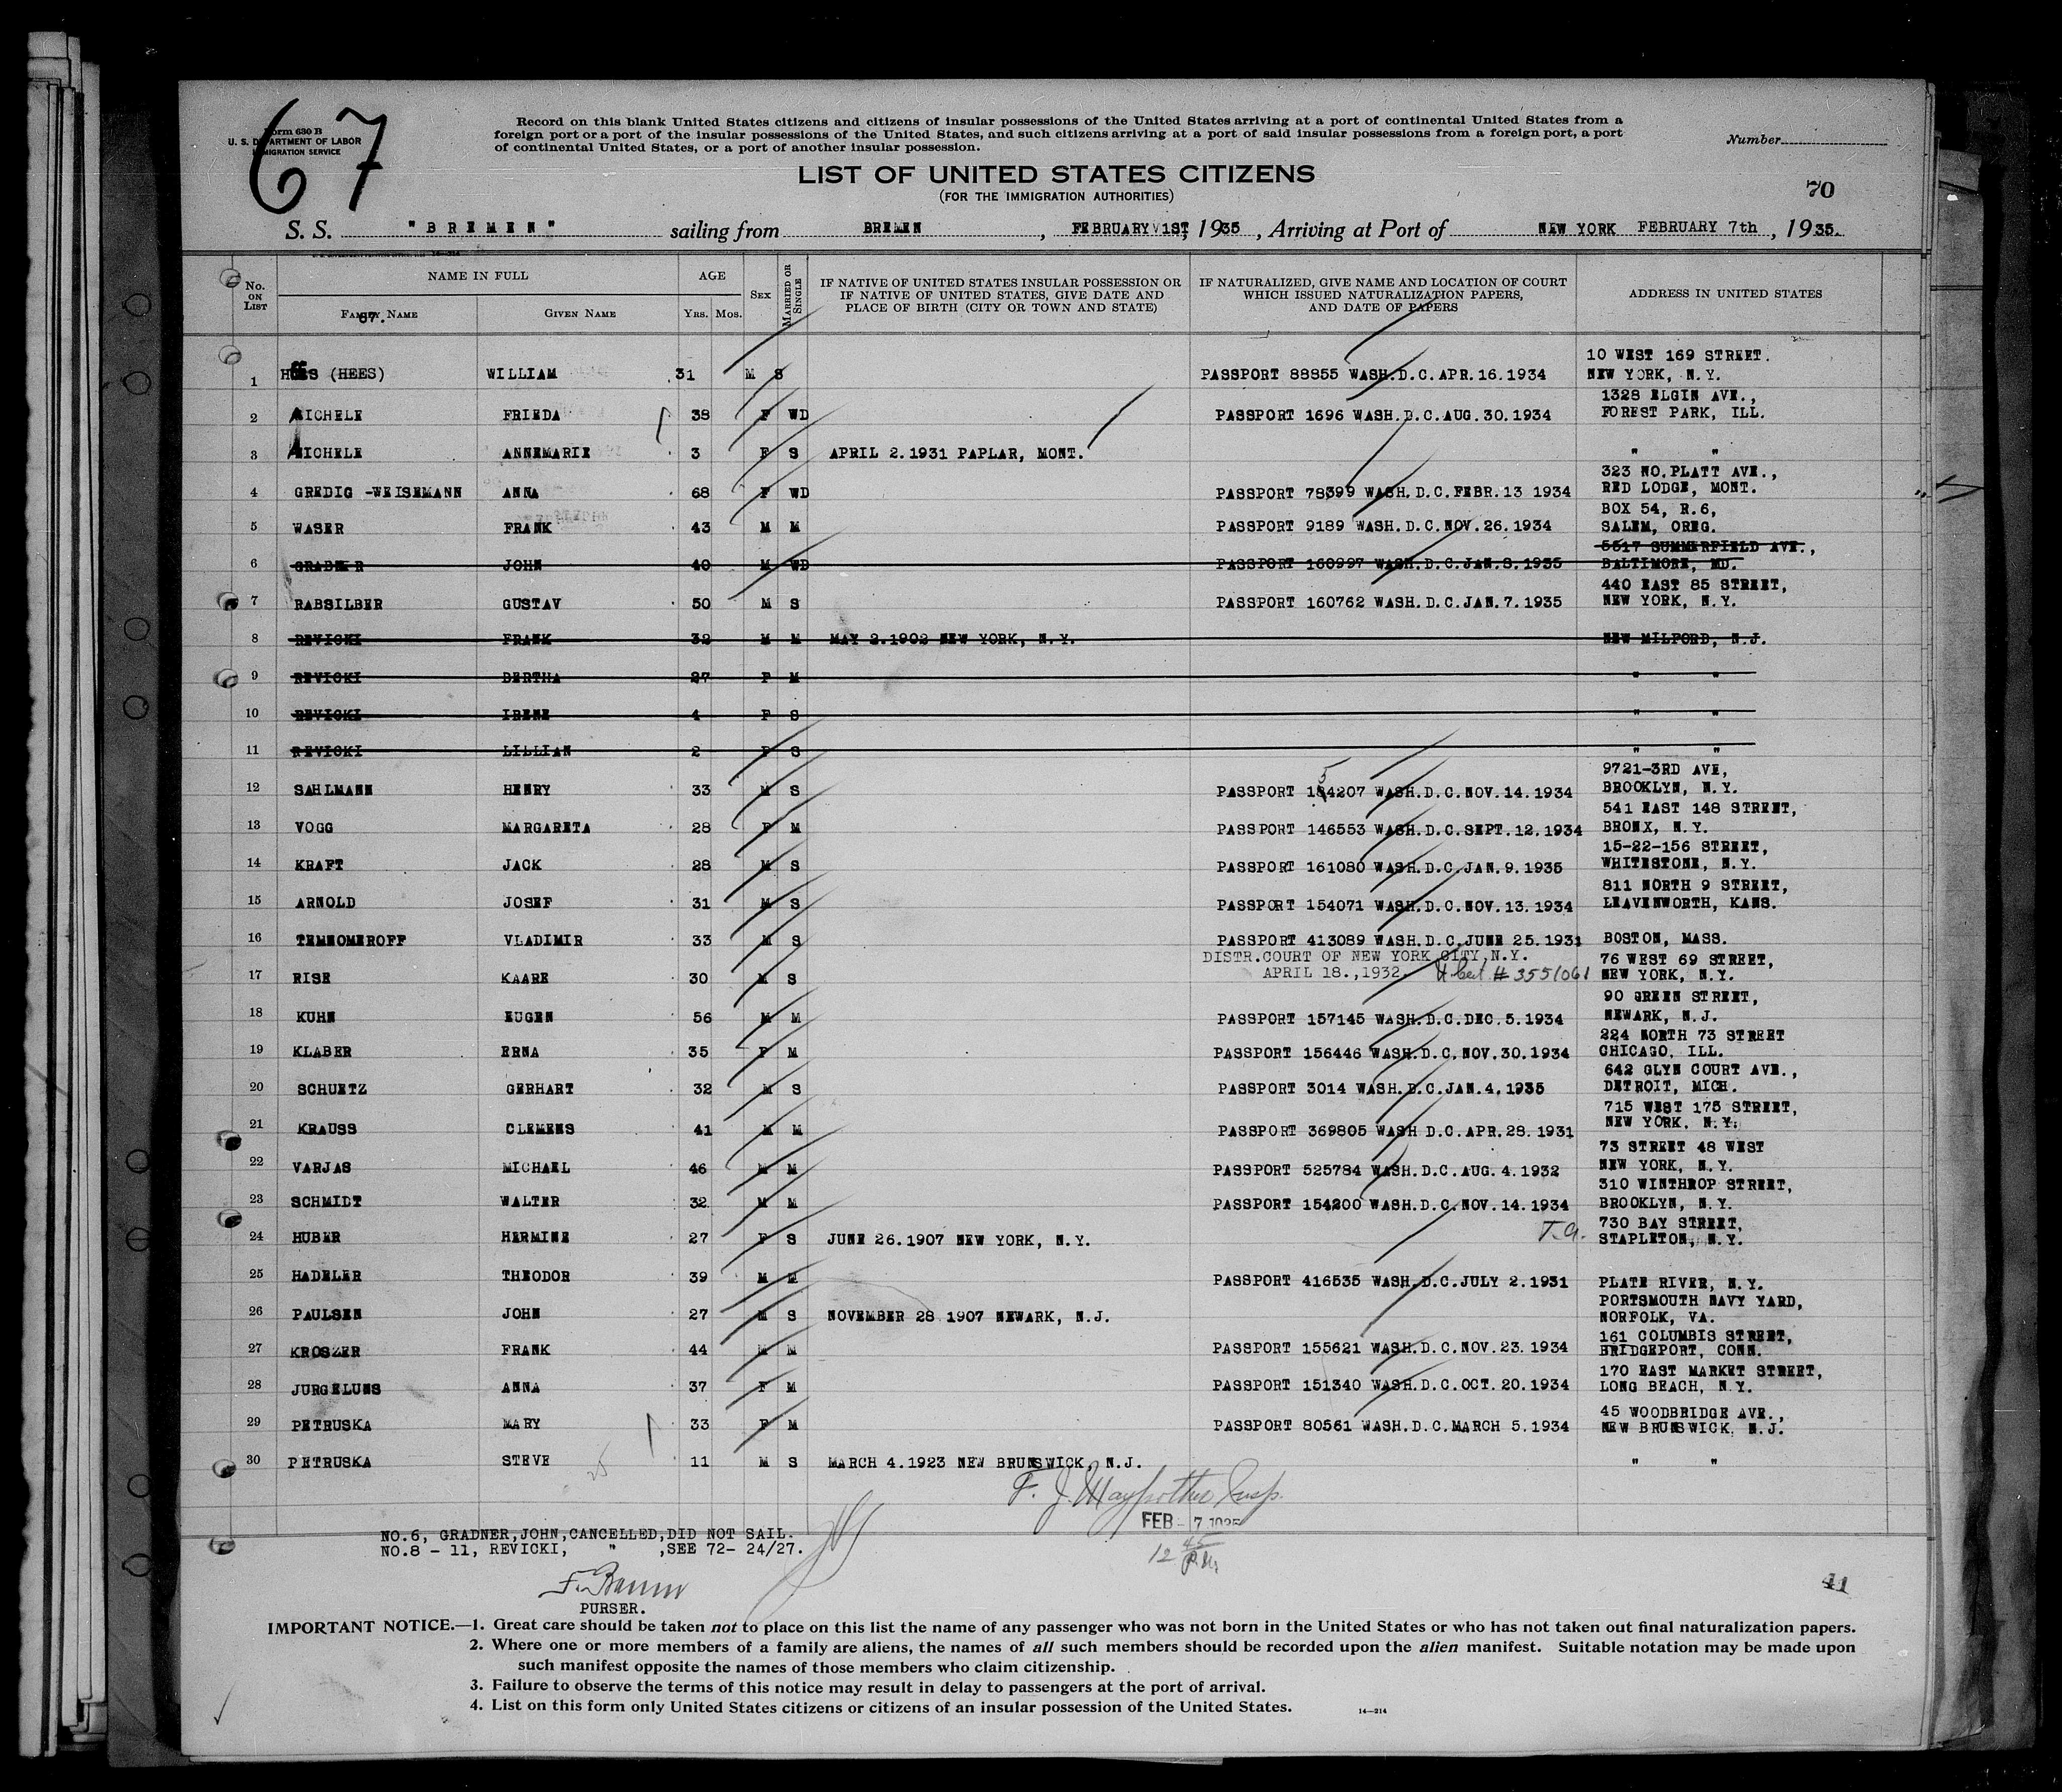 67
Form 630 B
U. S. DEPARTMENT OF LABOR
IMMIGRATION SERVICE
Record on this blank United States citizens and citizens of insular possessions of the United States arriving at a port of continental United States from a
foreign port or a port of the insular possessions of the United States, and such citizens arriving at a port of said insular possessions from a foreign port, a port
of continental United States, or a port of another insular possession.
Number
LIST OF UNITED STATES CITIZENS
(FOR THE IMMIGRATION AUTHORITIES)
70
S. S. "BREMEN" sailing from BREMEN, FEBRUARY 1ST, 1935, Arriving at Port of NEW YORK FEBRUARY 7th, 1935.
No. ON LIST
NAME IN FULL
FAMILY NAME
67.
GIVEN NAME
AGE
Yrs. Mos.
SEX
MARRIED OR SINGLE
IF NATIVE OF UNITED STATES INSULAR POSSESSION OR
IF NATIVE OF UNITED STATES, GIVE DATE AND
PLACE OF BIRTH (CITY OR TOWN AND STATE)
IF NATURALIZED, GIVE NAME AND LOCATION OF COURT
WHICH ISSUED NATURALIZATION PAPERS,
AND DATE OF PAPERS
ADDRESS IN UNITED STATES
10 WEST 169 STREET.
1 (HEES) WILLIAM 31 M S PASSPORT 88855 WASH.D.C.APR.16.1934 NEW YORK, N.Y.
1328 ELGIN AVE.,
2 AICHELE FRIEDA 38 F WD PASSPORT 1696 WASH.D.C.AUG.30.1934 FOREST PARK, ILL.
3 AICHELE ANNEMARIE 3 F S APRIL 2.1931 PAPLAR, MONT. " "
323 NO.PLATT AVE.,
4 GREDIG -WEISEMANN ANNA 68 F WD PASSPORT 78399 WASH.D.C.FEBR.13 1934 RED LODGE, MONT.
BOX 54, R.6,
5 WASER FRANK 43 M M PASSPORT 9189 WASH.D.C.NOV.26.1934 SALEM, OREG.
5517 SUMMERFIELD AVE.,
6 GRADNER JOHN 40 M WD PASSPORT 160997 WASH.D.C.JAN.8.1935 BALTIMORE, MD.
440 EAST 85 STREET,
7 RABSILBER GUSTAV 50 M S PASSPORT 160762 WASH.D.C.JAN.7.1935 NEW YORK, N.Y.
8 REVICKI FRANK 32 M M MAY 2.1902 NEW YORK, N.Y. NEW MILFORD, N.J.
9 REVICKI BERTHA 27 F M " "
10 REVICKI IRENE 4 F S " "
11 REVICKI LILLIAN 2 F S " "
9721-3RD AVE,
12 SAHLMANN HENRY 33 M S PASSPORT 154207 WASH.D.C.NOV.14.1934 BROOKLYN, N.Y.
541 EAST 148 STREET,
13 VOGG MARGARETA 28 F M PASSPORT 146553 WASH.D.C.SEPT.12.1934 BRONX, N.Y.
15-22-156 STREET,
14 KRAFT JACK 28 M S PASSPORT 161080 WASH.D.C.JAN.9.1935 WHITESTONE, N.Y.
811 NORTH 9 STREET,
15 ARNOLD JOSEF 31 M S PASSPORT 154071 WASH.D.C.NOV.13.1934 LEAVENWORTH, KANS.
16 TEMNOMEROFF VLADIMIR 33 M S PASSPORT 413089 WASH.D.C.JUNE 25.1931 BOSTON, MASS.
DISTR.COURT OF NEW YORK CITY,N.Y. 76 WEST 69 STREET,
17 RISE KAARE 30 M S APRIL 18.,1932. # 3551061 NEW YORK, N.Y.
90 GREEN STREET,
18 KUHN EUGEN 56 M M PASSPORT 157145 WASH.D.C.DEC.5.1934 NEWARK, N.J.
224 NORTH 73 STREET
19 KLABER ERNA 35 F M PASSPORT 156446 WASH.D.C.NOV.30.1934 CHICAGO, ILL.
642 GLYN COURT AVE.,
20 SCHUETZ GERHART 32 M S PASSPORT 3014 WASH.D.C.JAN.4.1935 DETROIT, MICH.
715 WEST 175 STREET,
21 KRAUSS CLEMENS 41 M M PASSPORT 369805 WASH D.C.APR.28.1931 NEW YORK. N.Y.
73 STREET 48 WEST
22 VARJAS MICHAEL 46 M M PASSPORT 525784 WASH.D.C.AUG.4.1932 NEW YORK, N.Y.
310 WINTHROP STREET,
23 SCHMIDT WALTER 32 M M PASSPORT 154200 WASH.D.C.NOV.14.1934 BROOKLYN, N.Y.
730 BAY STREET,
24 HUBER HERMINE 27 F S JUNE 26.1907 NEW YORK, N.Y. STAPLETON, N.Y.
25 HADELER THEODOR 39 M M PASSPORT 416535 WASH.D.C.JULY 2.1931 PLATE RIVER, N.Y.
PORTSMOUTH NAVY YARD,
26 PAULSEN JOHN 27 M S NOVEMBER 28.1907 NEWARK, N.J. NORFOLK, VA.
161 COLUMBIS STREET,
27 KROSZER FRANK 44 M M PASSPORT 155621 WASH.D.C.NOV.23.1934 BRIDGEPORT, CONN.
170 EAST MARKET STREET,
28 JURGELUNS ANNA 37 F M PASSPORT 151340 WASH.D.C.OCT.20.1934 LONG BEACH, N.Y.
45 WOODBRIDGE AVE.,
29 PETRUSKA MARY 33 F M PASSPORT 80561 WASH.D.C.MARCH 5.1934 NEW BRUNSWICK, N.J.
30 PETRUSKA STEVE 11 M S MARCH 4.1923 NEW BRUNSWICK, N.J. " "
F. J. Insp.
FEB - 7 1935
12 45 P.M.
NO.6, GRADNER,JOHN,CANCELLED,DID NOT SAIL.
NO.8 - 11, REVICKI, " ,SEE 72- 24/27.
PURSER.
41
IMPORTANT NOTICE.—1. Great care should be taken not to place on this list the name of any passenger who was not born in the United States or who has not taken out final naturalization papers.
2. Where one or more members of a family are aliens, the names of all such members should be recorded upon the alien manifest. Suitable notation may be made upon
such manifest opposite the names of those members who claim citizenship.
3. Failure to observe the terms of this notice may result in delay to passengers at the port of arrival.
4. List on this form only United States citizens or citizens of an insular possession of the United States.
14—214